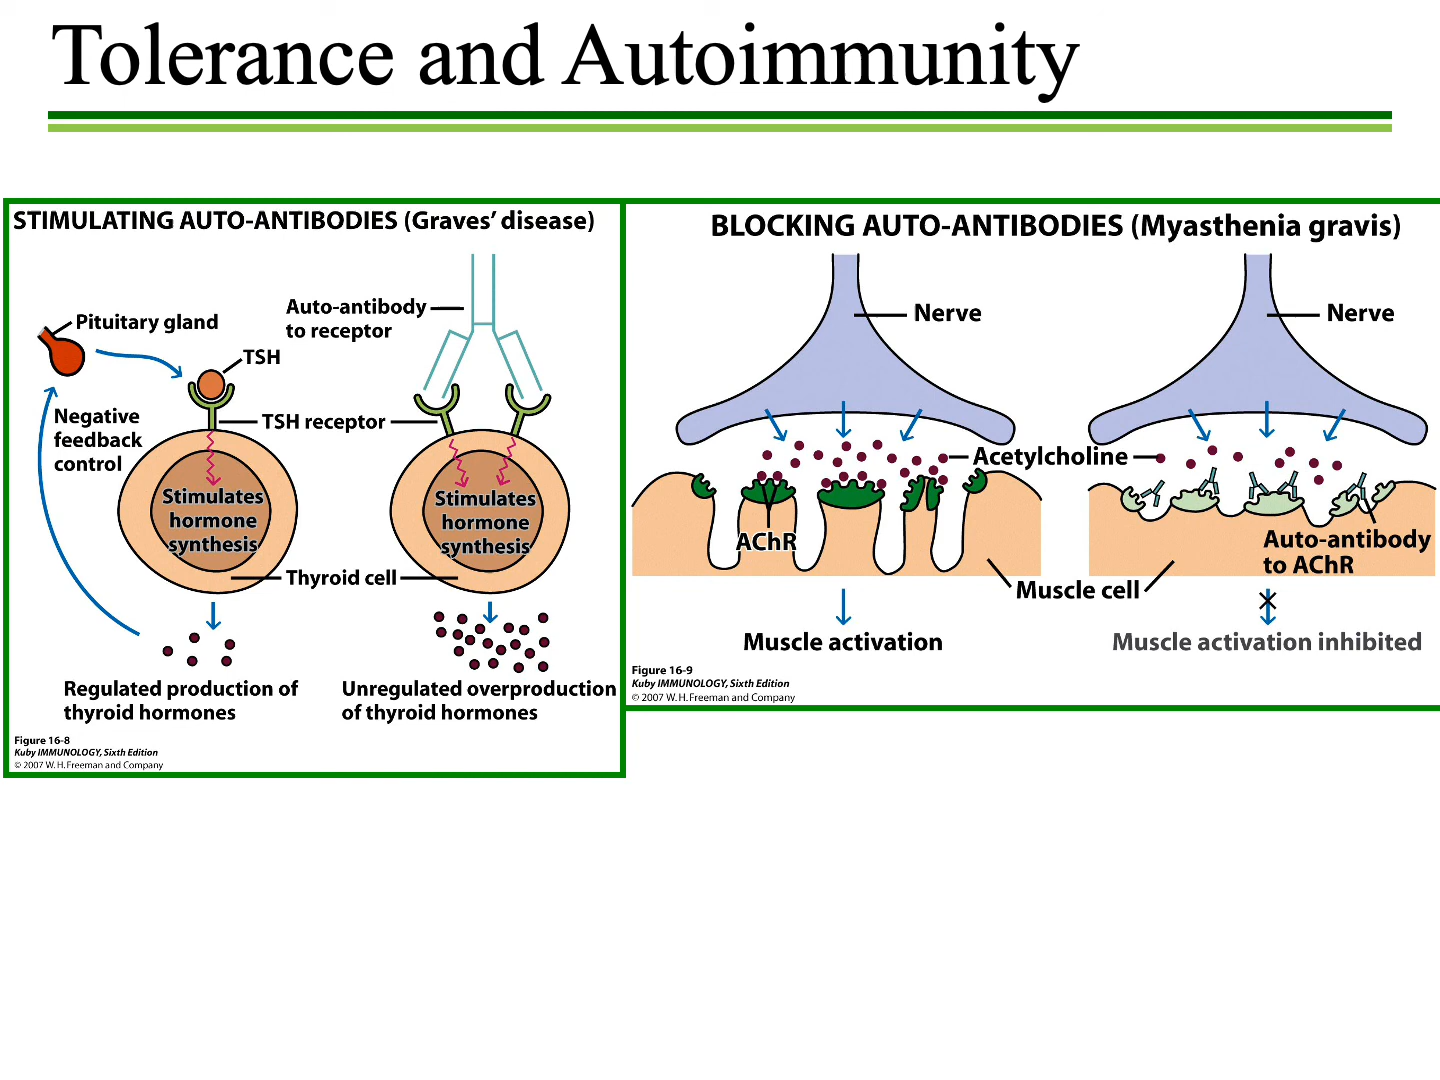 Tolerance and Autoimmunity
STIMULATING AUTO-ANTIBODIES (Graves’ disease)
Pituitary gland
Auto-antibody
to receptor
TSH
Negative
feedback
control
TSH receptor
Stimulates
hormone
synthesis
Stimulates
hormone
synthesis
Thyroid cell
Regulated production of
thyroid hormones
Unregulated overproduction
of thyroid hormones
Figure 16-8
Kuby IMMUNOLOGY, Sixth Edition
© 2007 W. H. Freeman and Company
BLOCKING AUTO-ANTIBODIES (Myasthenia gravis)
Nerve
Nerve
Acetylcholine
AChR
Auto-antibody
to AChR
Muscle cell
Muscle activation
Muscle activation inhibited
Figure 16-9
Kuby IMMUNOLOGY, Sixth Edition
© 2007 W. H. Freeman and Company